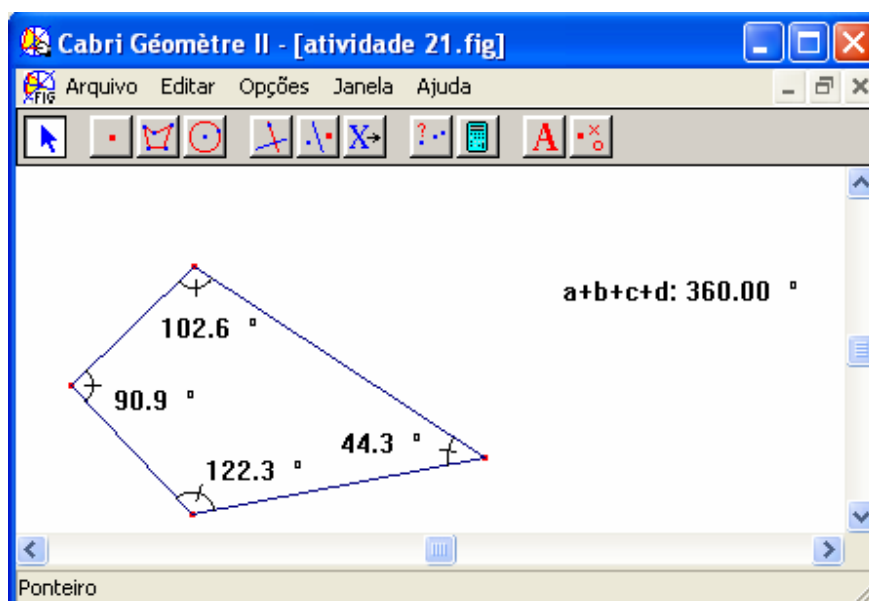 Cabri Géomètre II - [atividade 21.fig]
Arquivo Editar Opções Janela Ajuda
a+b+c+d: 360.00 °
102.6 °
90.9 °
44.3 °
122.3 °
Ponteiro